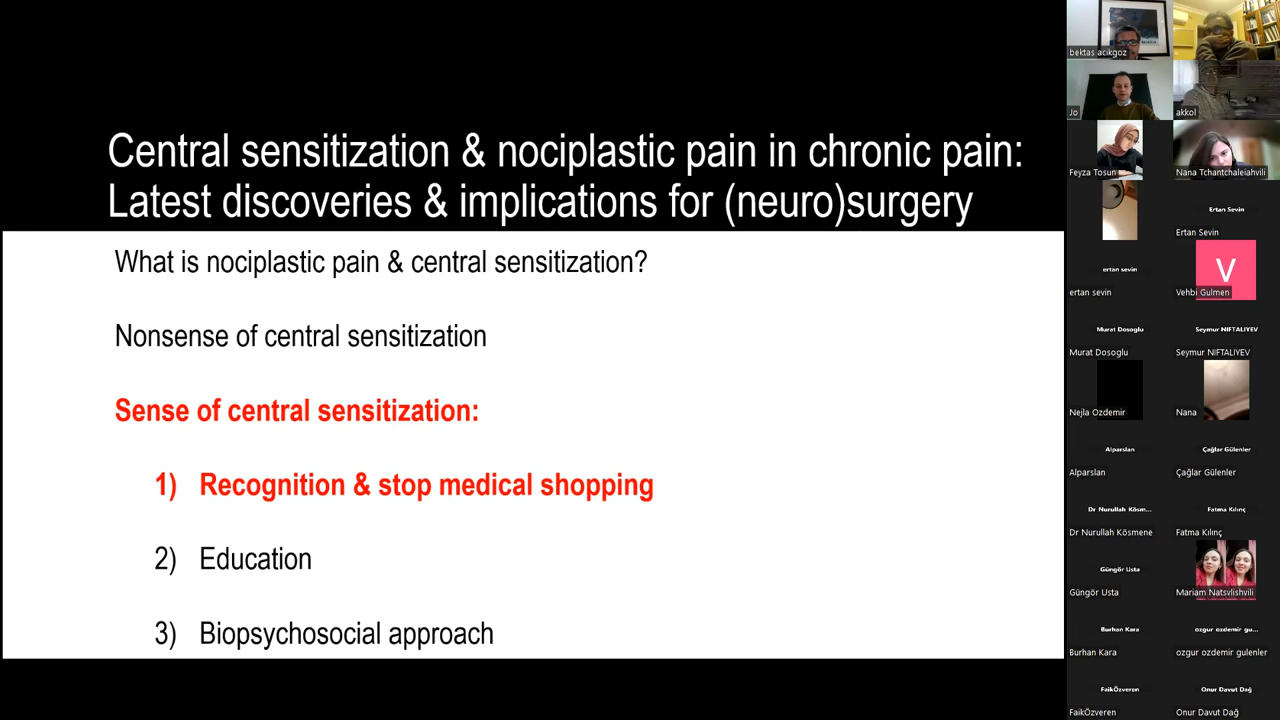 Central sensitization & nociplastic pain in chronic pain:
Latest discoveries & implications for (neuro)surgery
What is nociplastic pain & central sensitization?
Nonsense of central sensitization
Sense of central sensitization:
1) Recognition & stop medical shopping
2) Education
3) Biopsychosocial approach
bektas acikgoz
Jo
akkol
Feyza Tosun
Nana Tchantchaleiahvili
Ertan Sevin
Ertan Sevin
ertan sevin
ertan sevin
V
Vehbi Gulmen
Murat Dosoglu
Murat Dosoglu
Seymur NIFTALIYEV
Seymur NIFTALIYEV
Nejla Ozdemir
Nana
Alparslan
Alparslan
Çağlar Gülenler
Çağlar Gülenler
Dr Nurullah Kösm...
Dr Nurullah Kösmene
Fatma Kılınç
Fatma Kılınç
Güngör Usta
Güngör Usta
Mariam Natsvlishvili
Burhan Kara
Burhan Kara
ozgur ozdemir gu...
ozgur ozdemir gulenler
FaikÖzveren
FaikÖzveren
Onur Davut Dağ
Onur Davut Dağ